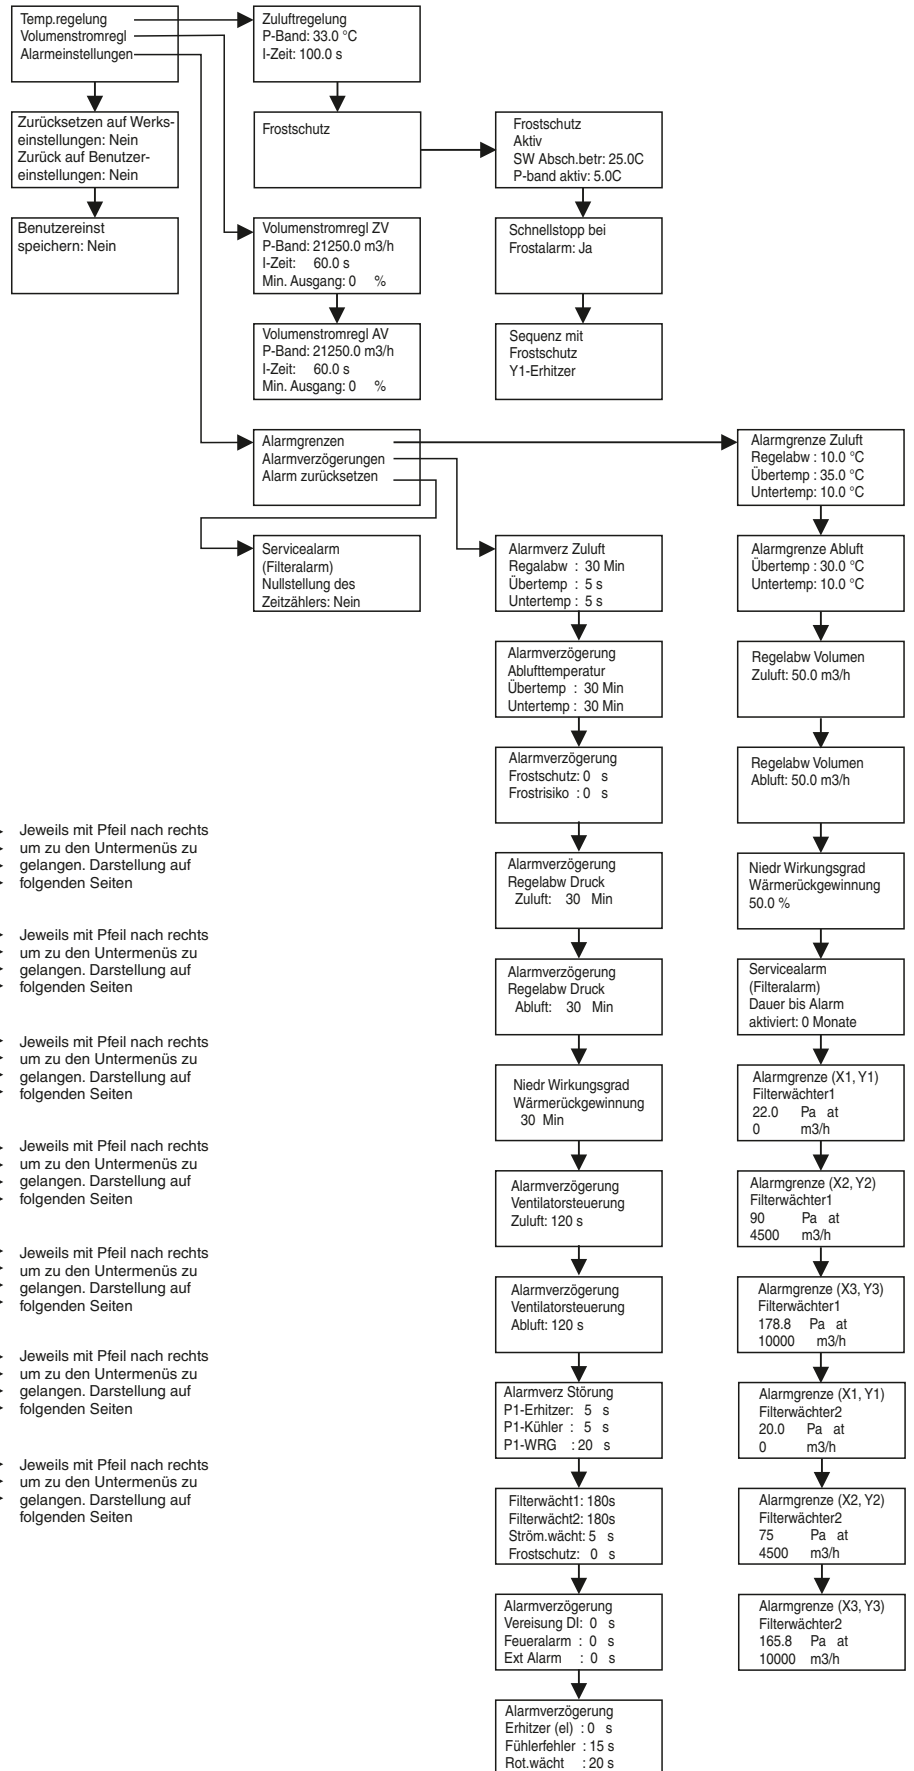 Temp.regelung
Volumenstromregl
Alarmeinstellungen
Zuluftregelung
P-Band: 33.0 °C
I-Zeit: 100.0 s
Zurücksetzen auf Werks-
einstellungen: Nein
Zurück auf Benutzer-
einstellungen: Nein
Frostschutz
Frostschutz
Aktiv
SW Absch.betr: 25.0C
P-band aktiv: 5.0C
Benutzereinst
speichern: Nein
Volumenstromregl ZV
P-Band: 21250.0 m3/h
I-Zeit: 60.0 s
Min. Ausgang: 0 %
Schnellstopp bei
Frostalarm: Ja
Volumenstromregl AV
P-Band: 21250.0 m3/h
I-Zeit: 60.0 s
Min. Ausgang: 0 %
Sequenz mit
Frostschutz
Y1-Erhitzer
Alarmgrenzen
Alarmverzögerungen
Alarm zurücksetzen
Alarmgrenze Zuluft
Regelabw : 10.0 °C
Übertemp : 35.0 °C
Untertemp: 10.0 °C
Servicealarm
(Filteralarm)
Nullstellung des
Zeitzählers: Nein
Alarmverz Zuluft
Regalabw : 30 Min
Übertemp : 5 s
Untertemp : 5 s
Alarmgrenze Abluft
Übertemp : 30.0 °C
Untertemp: 10.0 °C
Alarmverzögerung
Ablufttemperatur
Übertemp : 30 Min
Untertemp : 30 Min
Regelabw Volumen
Zuluft: 50.0 m3/h
Alarmverzögerung
Frostschutz: 0 s
Frostrisiko : 0 s
Regelabw Volumen
Abluft: 50.0 m3/h
Jeweils mit Pfeil nach rechts
um zu den Untermenüs zu
gelangen. Darstellung auf
folgenden Seiten
Alarmverzögerung
Regelabw Druck
Zuluft: 30 Min
Niedr Wirkungsgrad
Wärmerückgewinnung
50.0 %
Jeweils mit Pfeil nach rechts
um zu den Untermenüs zu
gelangen. Darstellung auf
folgenden Seiten
Alarmverzögerung
Regelabw Druck
Abluft: 30 Min
Servicealarm
(Filteralarm)
Dauer bis Alarm
aktiviert: 0 Monate
Jeweils mit Pfeil nach rechts
um zu den Untermenüs zu
gelangen. Darstellung auf
folgenden Seiten
Niedr Wirkungsgrad
Wärmerückgewinnung
30 Min
Alarmgrenze (X1, Y1)
Filterwächter1
22.0 Pa at
0 m3/h
Jeweils mit Pfeil nach rechts
um zu den Untermenüs zu
gelangen. Darstellung auf
folgenden Seiten
Alarmverzögerung
Ventilatorsteuerung
Zuluft: 120 s
Alarmgrenze (X2, Y2)
Filterwächter1
90 Pa at
4500 m3/h
Jeweils mit Pfeil nach rechts
um zu den Untermenüs zu
gelangen. Darstellung auf
folgenden Seiten
Alarmverzögerung
Ventilatorsteuerung
Abluft: 120 s
Alarmgrenze (X3, Y3)
Filterwächter1
178.8 Pa at
10000 m3/h
Jeweils mit Pfeil nach rechts
um zu den Untermenüs zu
gelangen. Darstellung auf
folgenden Seiten
Alarmverz Störung
P1-Erhitzer: 5 s
P1-Kühler : 5 s
P1-WRG : 20 s
Alarmgrenze (X1, Y1)
Filterwächter2
20.0 Pa at
0 m3/h
Jeweils mit Pfeil nach rechts
um zu den Untermenüs zu
gelangen. Darstellung auf
folgenden Seiten
Filterwächt1: 180s
Filterwächt2: 180s
Ström.wächt: 5 s
Frostschutz: 0 s
Alarmgrenze (X2, Y2)
Filterwächter2
75 Pa at
4500 m3/h
Alarmverzögerung
Vereisung DI: 0 s
Feueralarm : 0 s
Ext Alarm : 0 s
Alarmgrenze (X3, Y3)
Filterwächter2
165.8 Pa at
10000 m3/h
Alarmverzögerung
Erhitzer (el) : 0 s
Fühlerfehler : 15 s
Rot.wächt : 20 s